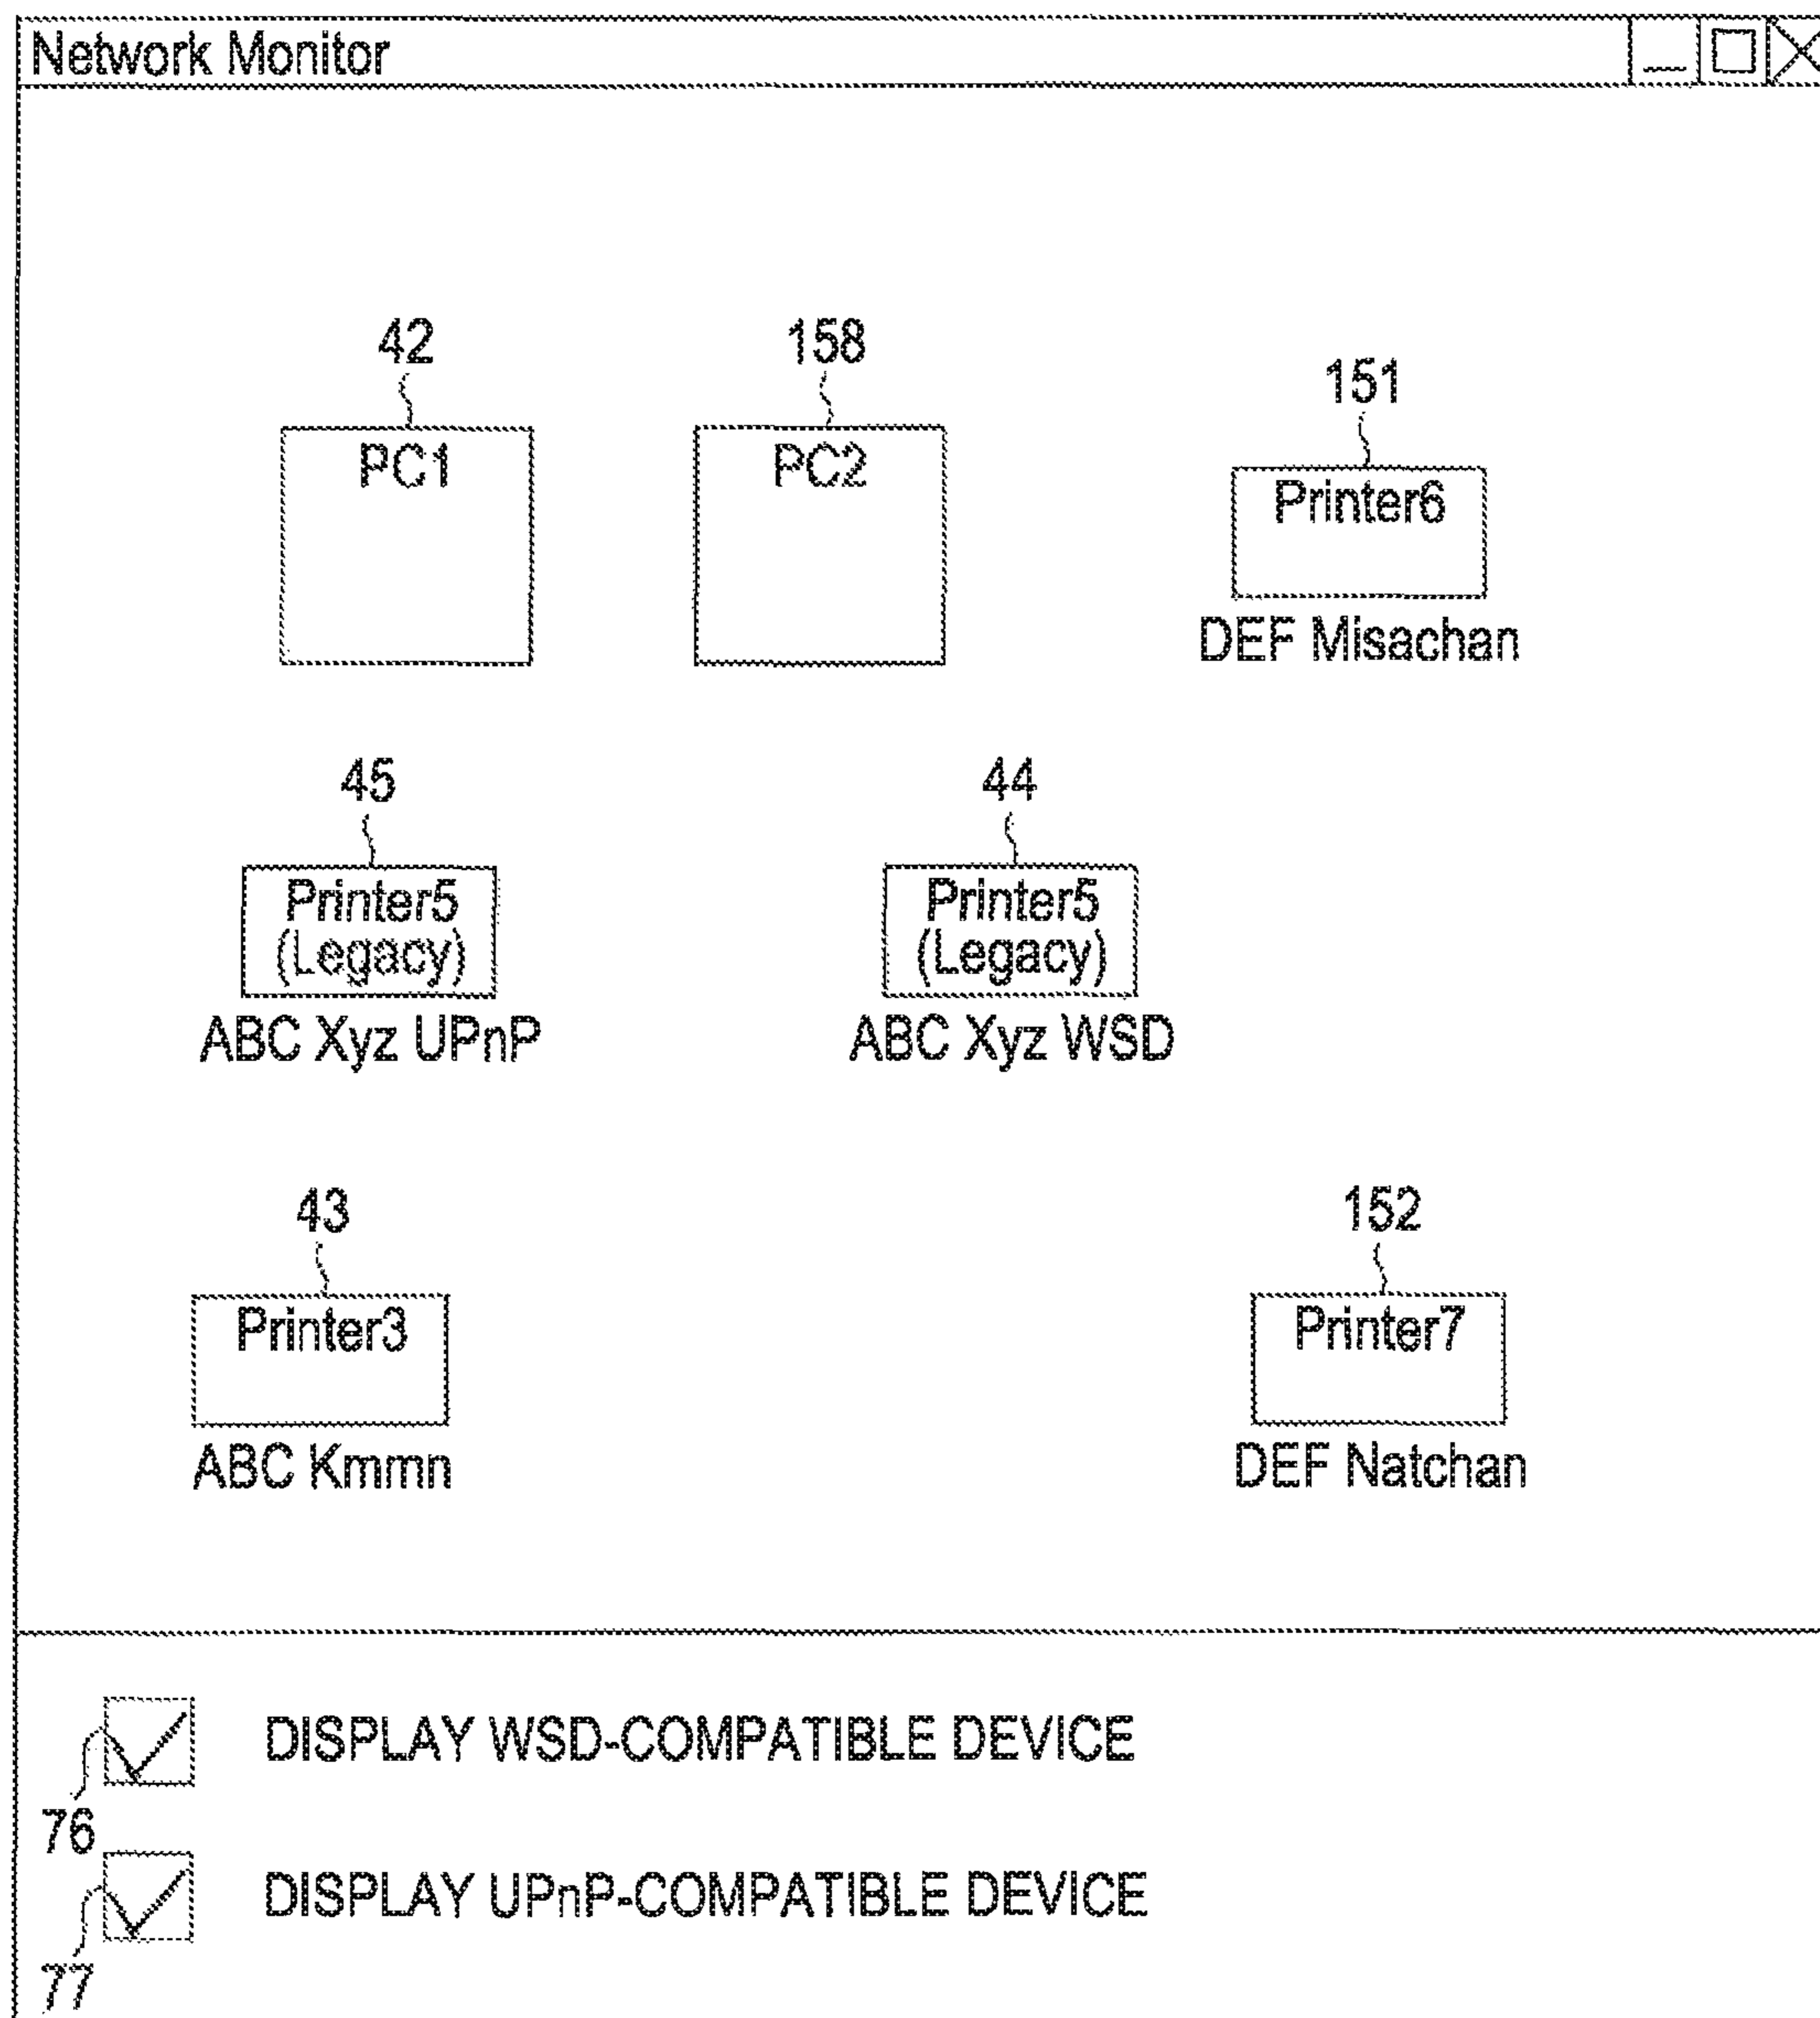 Network Monitor
42
158
151
PC1
PC2
Printer6
DEF Misachan
45
44
Printer5
(Legacy)
ABC Xyz UPnP
Printer5
(Legacy)
ABC Xyz WSD
43
152
Printer3
ABC Kmmn
Printer7
DEF Natchan
DISPLAY WSD-COMPATIBLE DEVICE
76
DISPLAY UPnP-COMPATIBLE DEVICE
77